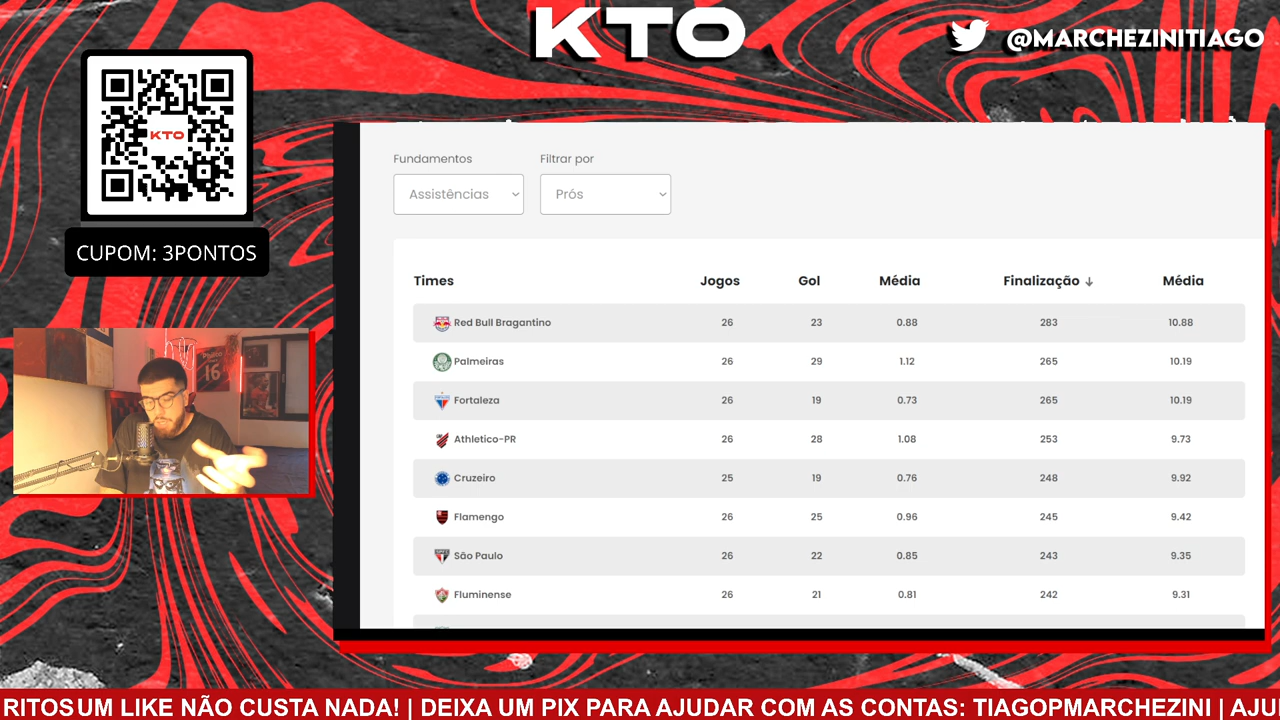 KTO
@MARCHEZINITIAGO
KTO
CUPOM: 3PONTOS
Fundamentos
Filtrar por
Assistências
Prós
Times Jogos Gol Média Finalização ↓ Média
Red Bull Bragantino 26 23 0.88 283 10.88
Palmeiras 26 29 1.12 265 10.19
Fortaleza 26 19 0.73 265 10.19
Athletico-PR 26 28 1.08 253 9.73
Cruzeiro 25 19 0.76 248 9.92
Flamengo 26 25 0.96 245 9.42
São Paulo 26 22 0.85 243 9.35
Fluminense 26 21 0.81 242 9.31
16
RITOS UM LIKE NÃO CUSTA NADA! | DEIXA UM PIX PARA AJUDAR COM AS CONTAS: TIAGOPMARCHEZINI | AJU